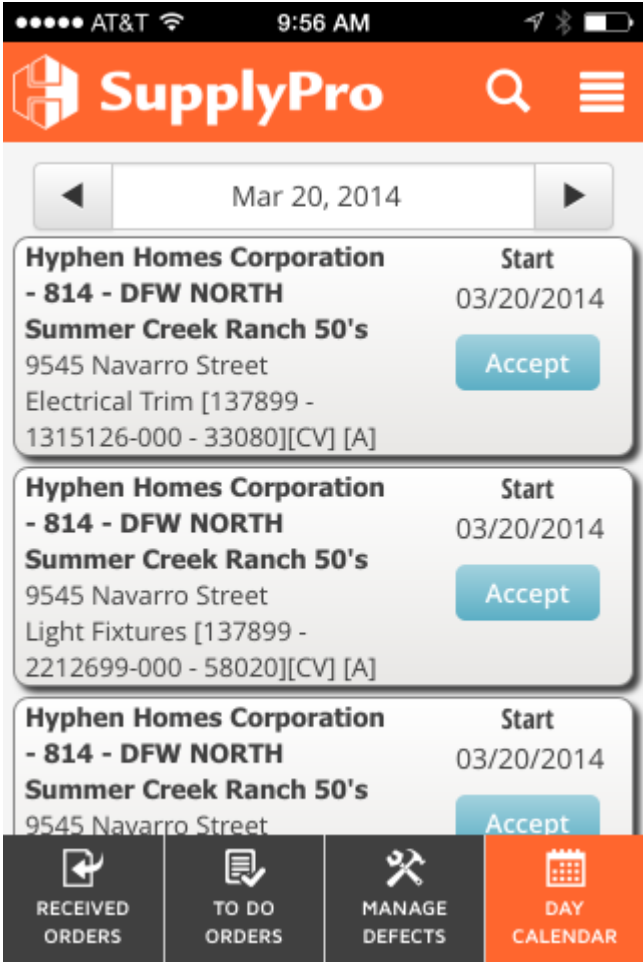 AT&T 9:56 AM
SupplyPro
Mar 20, 2014
Hyphen Homes Corporation
- 814 - DFW NORTH
Summer Creek Ranch 50's
9545 Navarro Street
Electrical Trim [137899 -
1315126-000 - 33080][CV] [A]
Start
03/20/2014
Accept
Hyphen Homes Corporation
- 814 - DFW NORTH
Summer Creek Ranch 50's
9545 Navarro Street
Light Fixtures [137899 -
2212699-000 - 58020][CV] [A]
Start
03/20/2014
Accept
Hyphen Homes Corporation
- 814 - DFW NORTH
Summer Creek Ranch 50's
9545 Navarro Street
Start
03/20/2014
Accept
RECEIVED
ORDERS
TO DO
ORDERS
MANAGE
DEFECTS
DAY
CALENDAR